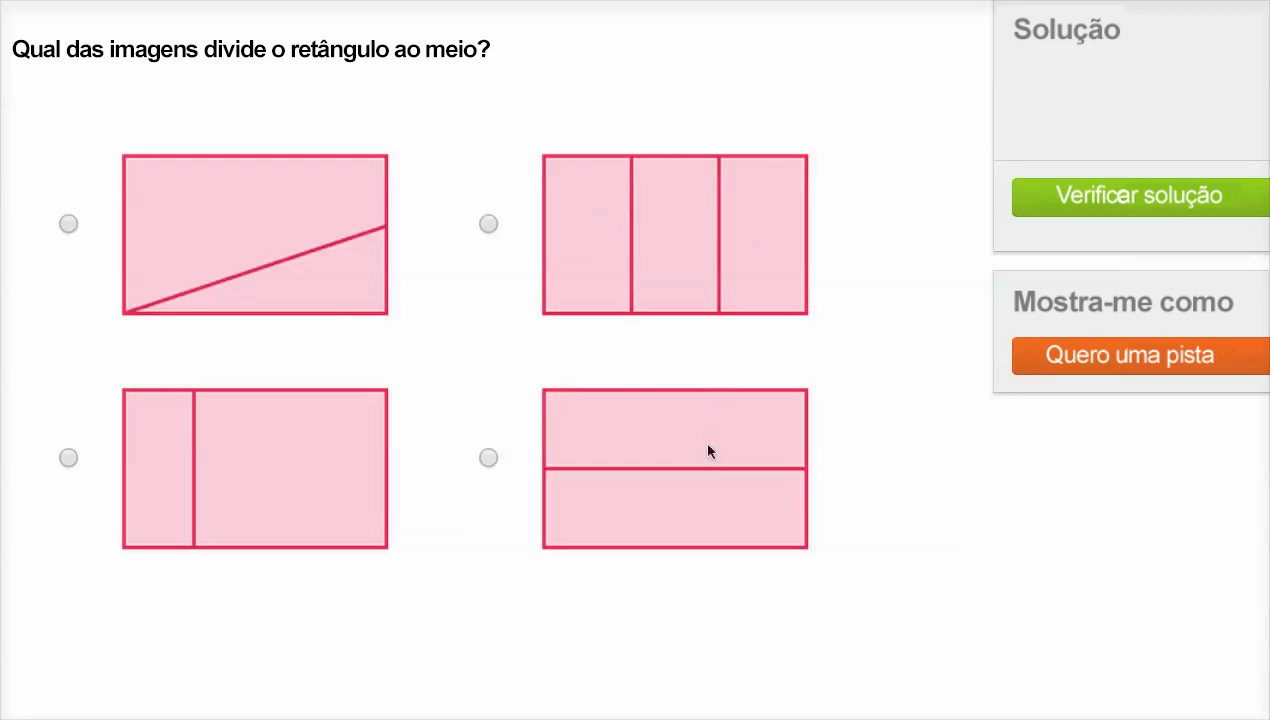 Qual das imagens divide o retângulo ao meio?
Solução
Verificar solução
Mostra-me como
Quero uma pista